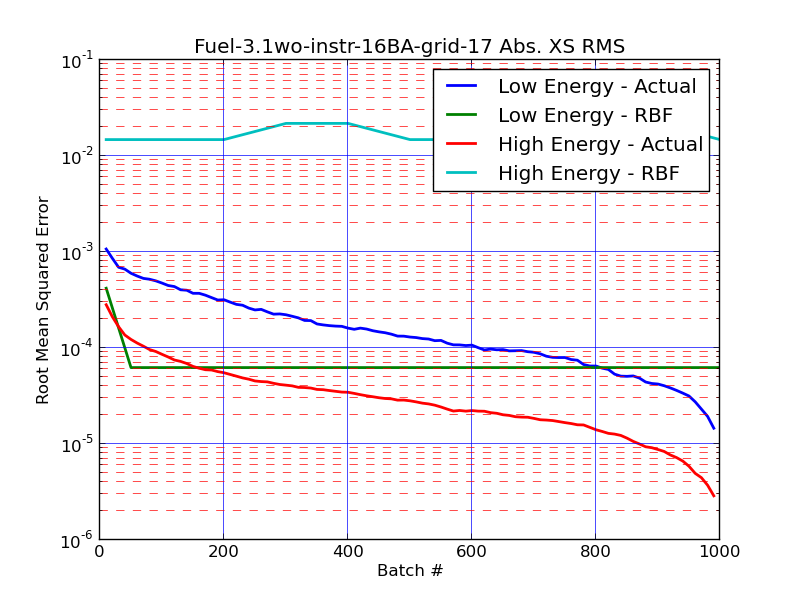 Fuel-3.1wo-instr-16BA-grid-17 Abs. XS RMS
10^-1
10^-2
10^-3
10^-4
10^-5
10^-6
Root Mean Squared Error
Low Energy - Actual
Low Energy - RBF
High Energy - Actual
High Energy - RBF
0 200 400 600 800 1000
Batch #